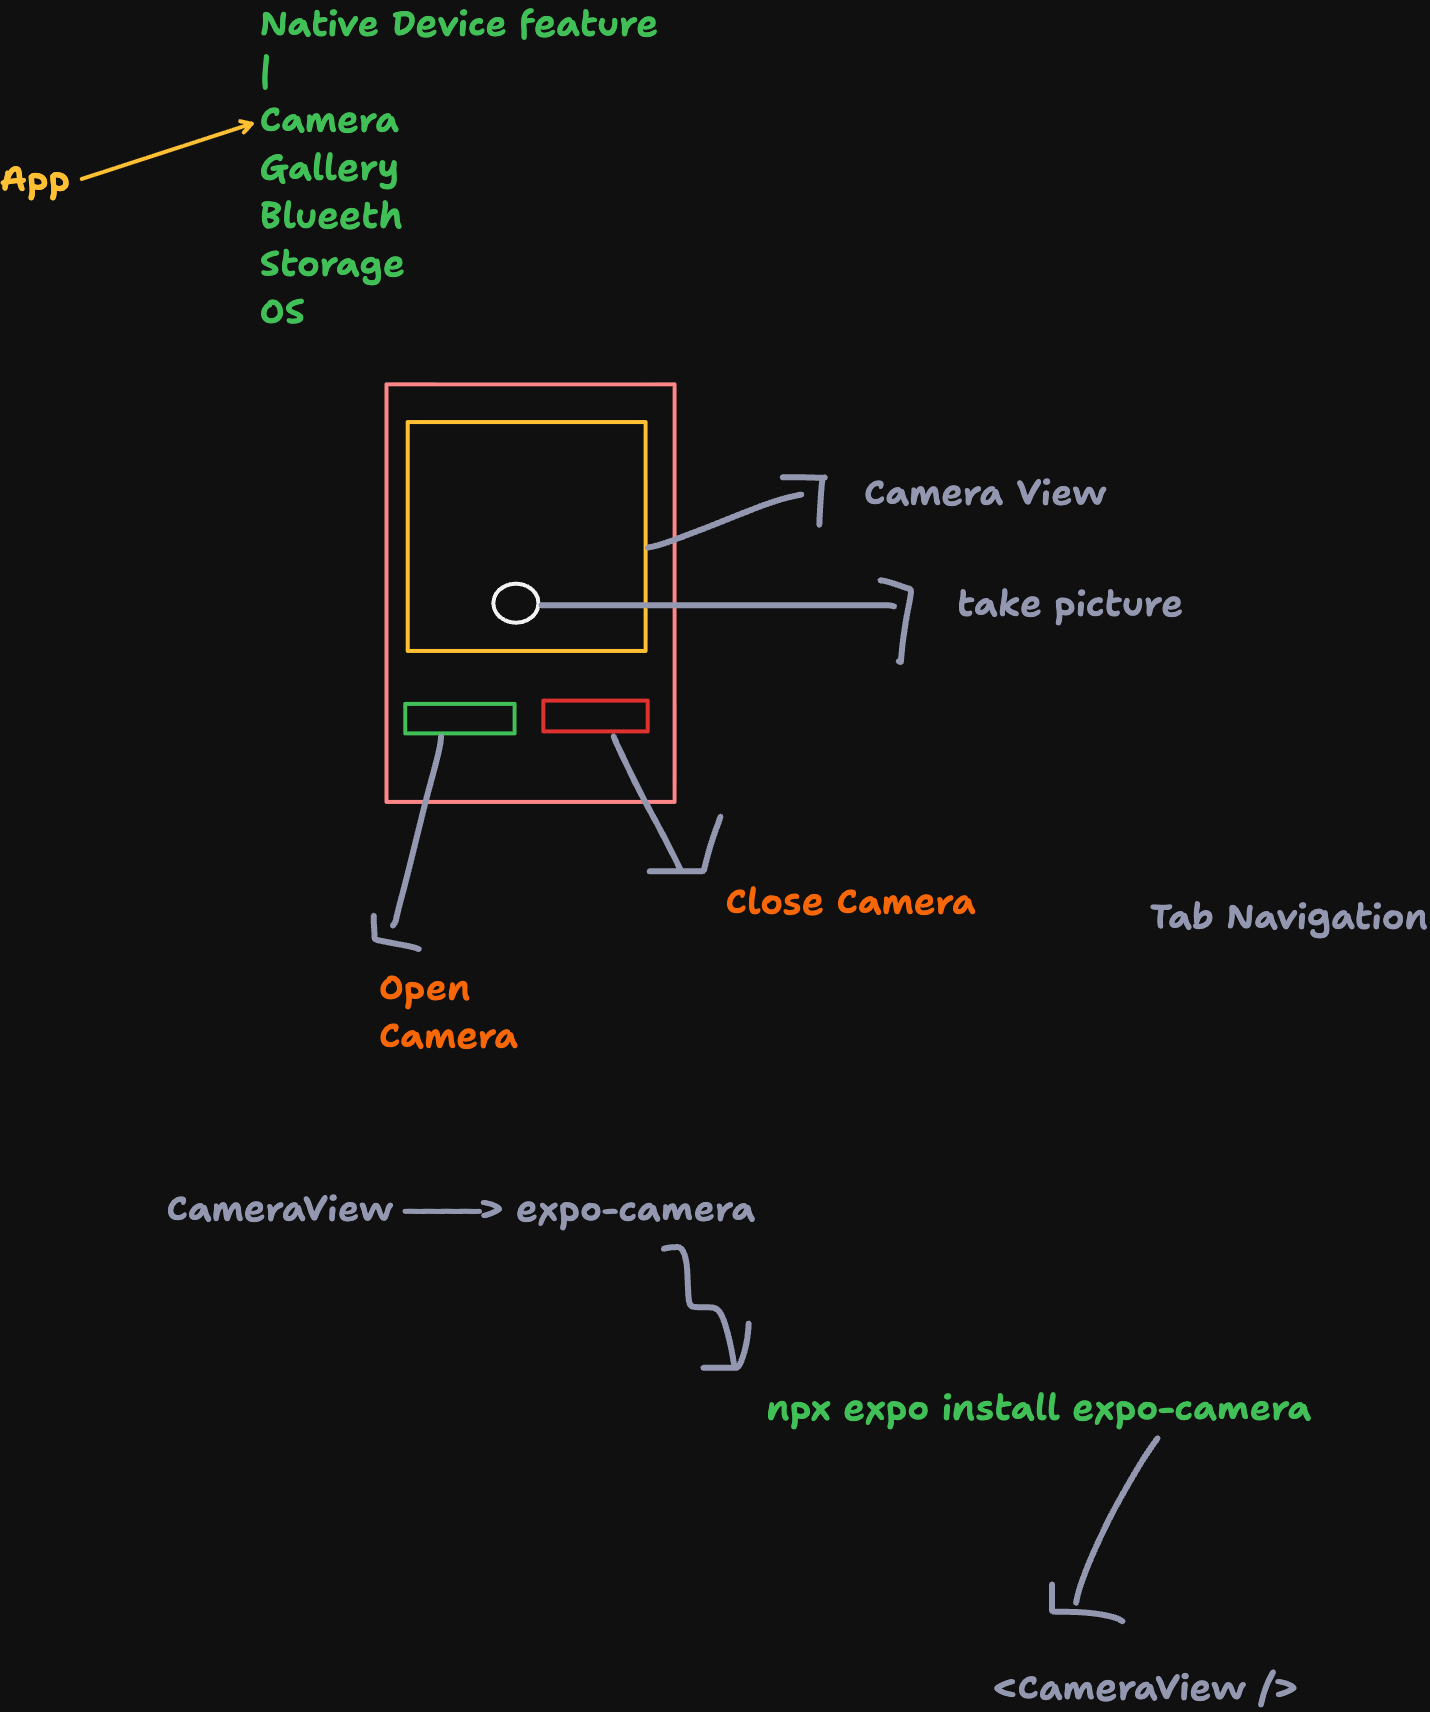 Native Device feature
Camera
App
Gallery
Blueeth
Storage
OS
Camera View
take picture
Close Camera
Tab Navigation
Open
Camera
CameraView
expo-camera
npx expo install expo-camera
<CameraView />